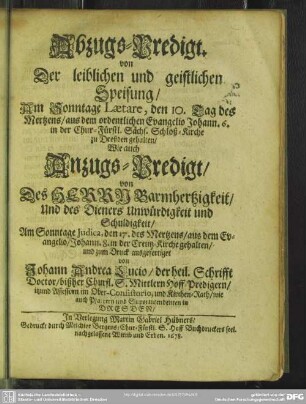 Abzugs-Predigt.
von
Der leiblichen und geistlichen
Speisung/
Am Sonntage Lætare, den 10. Tag des
Mertzens/ aus dem ordentlichen Evangelio Johann. 6.
in der Chur-Fürstl. Sächs. Schloß-Kirche
zu Dreßden gehalten/
Wie auch
Anzugs-Predigt/
von
Des HERRN Barmhertzigkeit/
Und des Dieners Unwürdigkeit und
Schuldigkeit/
Am Sonntage Judica, den 17. des Mertzens/ aus dem Ev-
angelio/ Johann. 8. in der Creutz-Kirche gehalten/
und zum Druck ausgefertiget
von
Johann Andrea Lucio/ der heil. Schrifft
Doctor/ bißher Churfl. S. Mittlern Hoff-Predigern/
itzund Assessorn im Ober-Consistorio, und Kirchen-Rath/ wie
auch Pfarrern und Superintendenten in
DRESDEN/
In Verlegung Martin Gabriel Hübners/
Gedruckt durch Melchior Bergens/ Chur-Fürstl. S. Hoff-Buchdruckers seel.
nachgelassne Witwe und Erben. 1678.